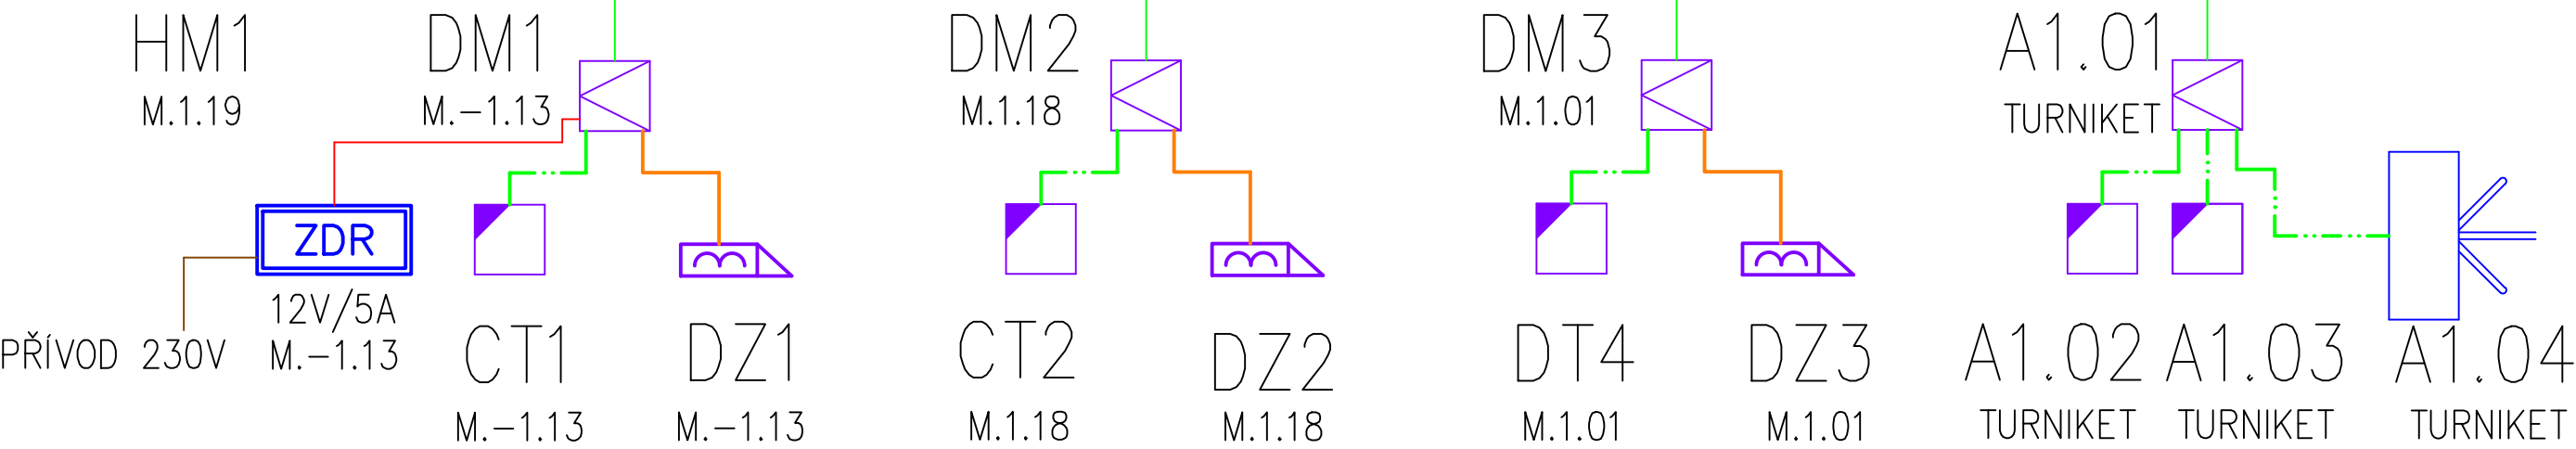 HM1
M.1.19
DM1
M.-1.13
DM2
M.1.18
DM3
M.1.01
A1.01
TURNIKET
ZDR
12V/5A
M.-1.13
PŘÍVOD 230V
CT1
M.-1.13
DZ1
M.-1.13
CT2
M.1.18
DZ2
M.1.18
DT4
M.1.01
DZ3
M.1.01
A1.02
TURNIKET
A1.03
TURNIKET
A1.04
TURNIKET